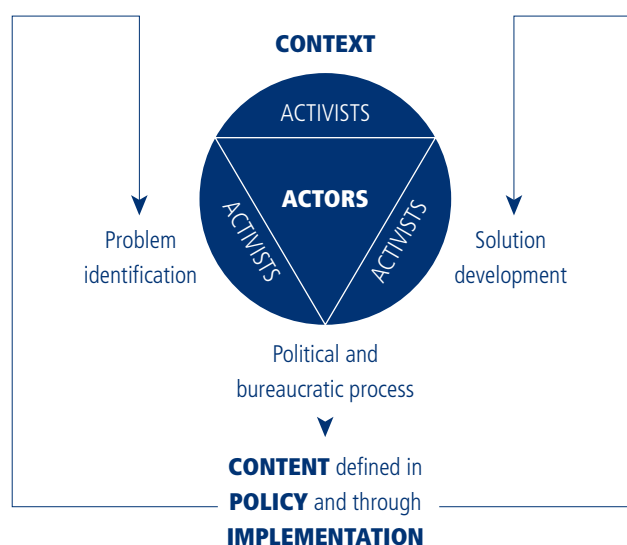 CONTEXT
ACTIVISTS
ACTORS
ACTIVISTS
ACTIVISTS
Problem
identification
Solution
development
Political and
bureaucratic process
CONTENT defined in
POLICY and through
IMPLEMENTATION